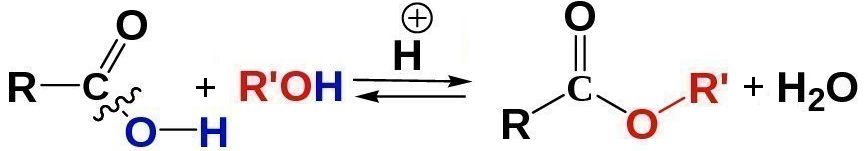 R C O O H + R'OH H⊕ R C O O R' + H₂O